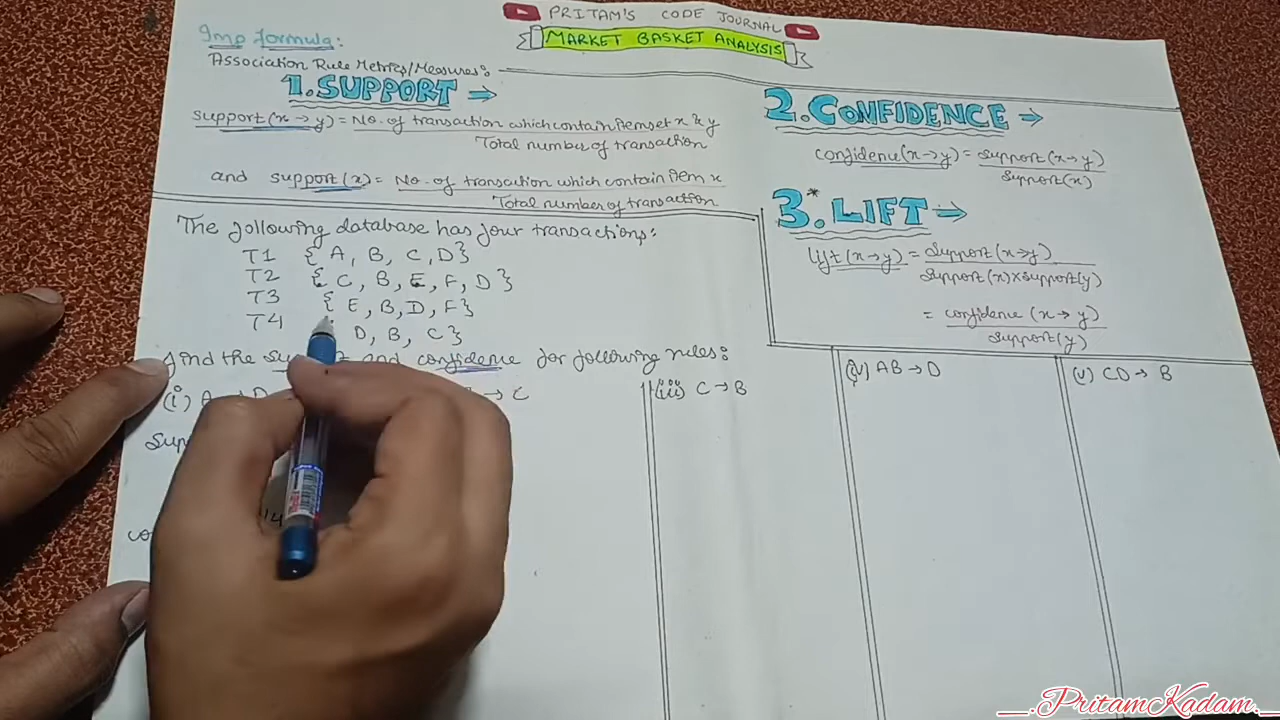 PRITAM'S CODE JOURNAL
MARKET BASKET ANALYSIS
Imp formula:
Association Rule Metrics/Measures:
1. SUPPORT →
support(x → y) = No. of transaction which contain itemset x & y
Total number of transaction
and support(x) = No. of transaction which contain item x
Total number of transaction
2. CONFIDENCE →
confidence(x→y) = support(x→y)
Support(x)
3.* LIFT →
lift(x→y) = Support(x→y)
Support(x)×support(y)
= confidence (x → y)
Support(y)
The following database has four transactions:
T1 { A, B, C, D}
T2 { C, B, E, F, D }
T3 { E, B, D, F}
T4 D, B, C }
find the and confidence for following rules:
(i) A → → C
(iii) C → B
(iv) AB → D
(v) CD → B
14
__.PritamKadam.__